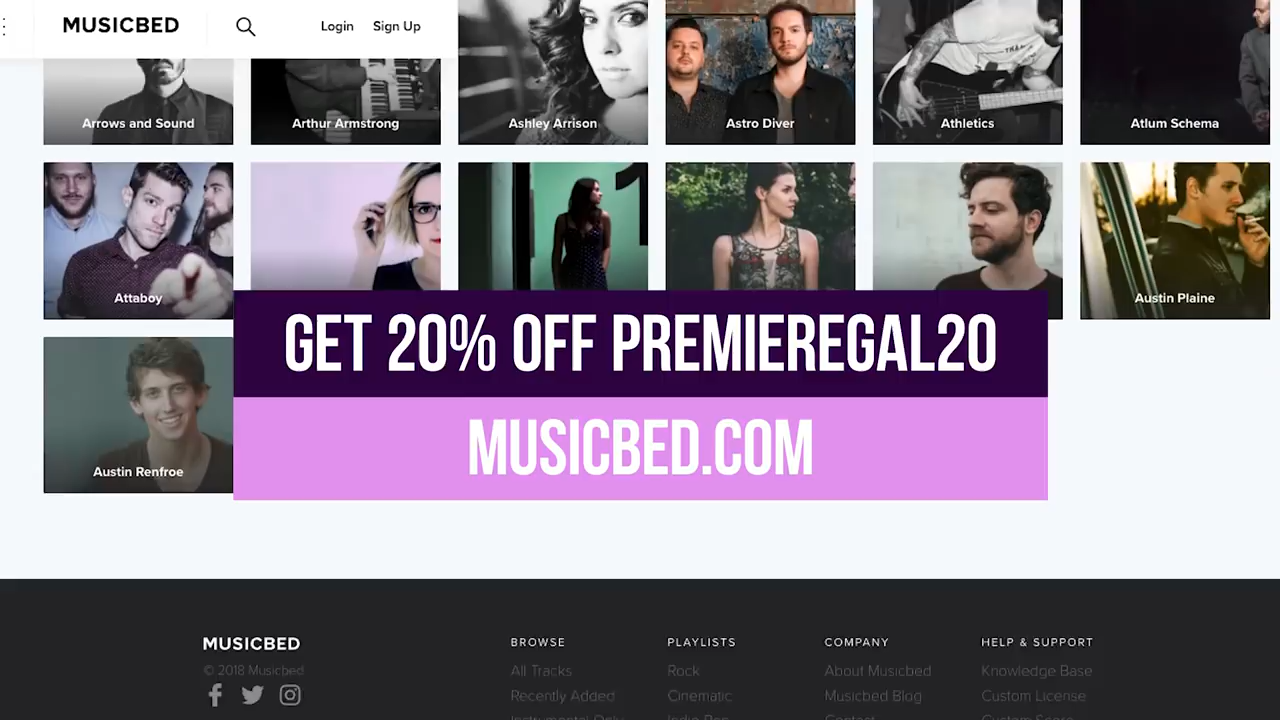 MUSICBED
Login Sign Up
Arrows and Sound
Arthur Armstrong
Ashley Arrison
Astro Diver
Athletics
Atlum Schema
Attaboy
Austin Plaine
GET 20% OFF PREMIEREGAL20
MUSICBED.COM
Austin Renfroe
MUSICBED
© 2018 Musicbed
BROWSE
All Tracks
Recently Added
PLAYLISTS
Rock
Cinematic
COMPANY
About Musicbed
Musicbed Blog
HELP & SUPPORT
Knowledge Base
Custom License